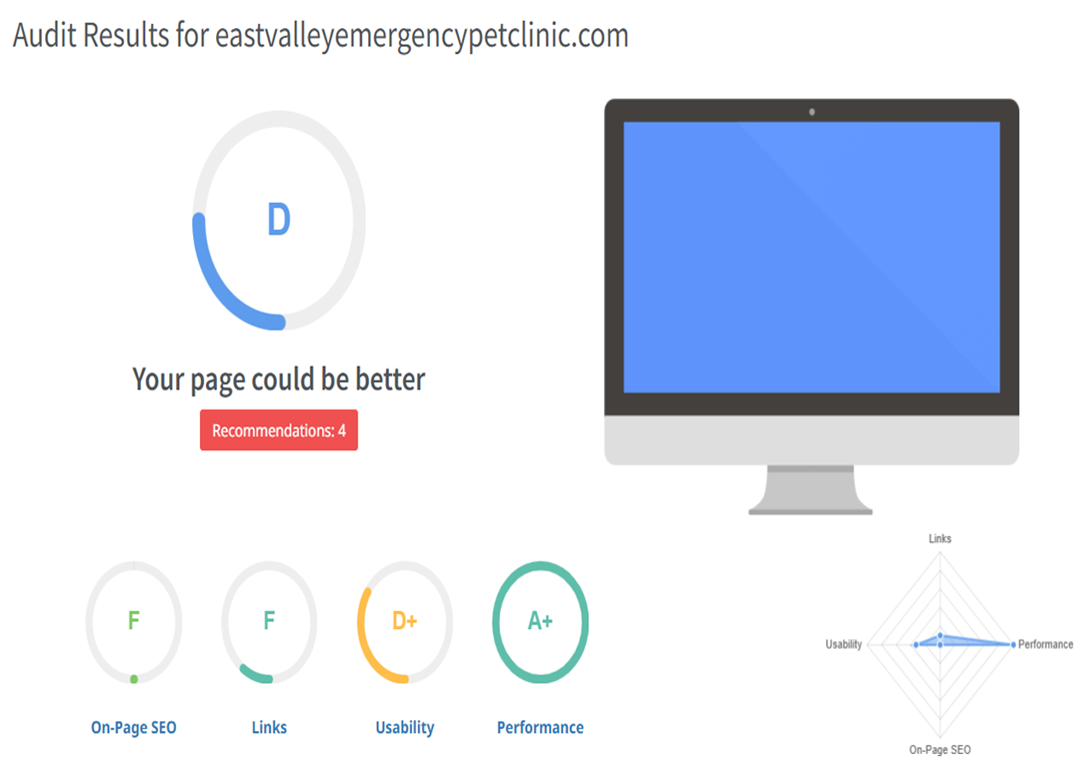 Audit Results for eastvalleyemergencypetclinic.com
D
Your page could be better
Recommendations: 4
F
F
D+
A+
On-Page SEO
Links
Usability
Performance
Links
Usability
Performance
On-Page SEO